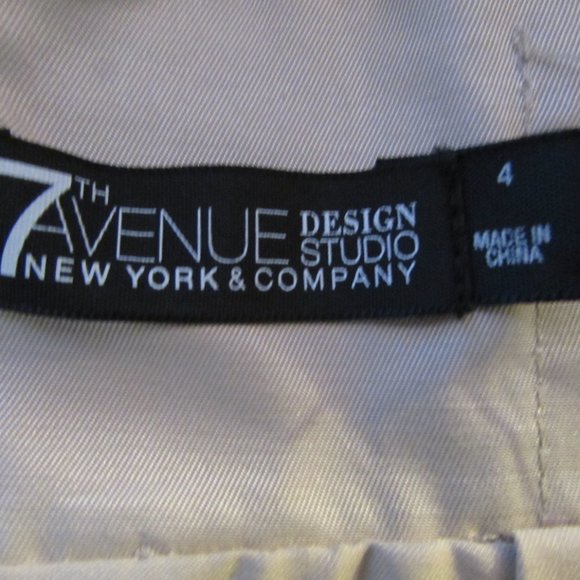 7TH AVENUE DESIGN STUDIO
NEW YORK & COMPANY
4
MADE IN
CHINA